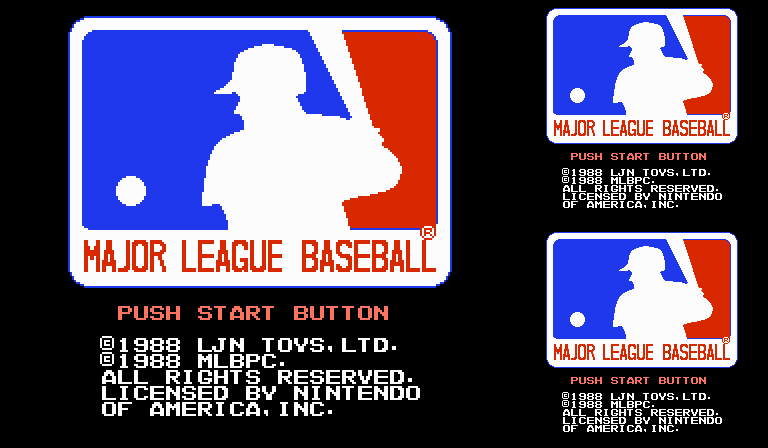 MAJOR LEAGUE BASEBALL®
PUSH START BUTTON
©1988 LJN TOYS,LTD.
©1988 MLBPC.
ALL RIGHTS RESERVED.
LICENSED BY NINTENDO
OF AMERICA,INC.
MAJOR LEAGUE BASEBALL®
PUSH START BUTTON
©1988 LJN TOYS,LTD.
©1988 MLBPC.
ALL RIGHTS RESERVED.
LICENSED BY NINTENDO
OF AMERICA,INC.
MAJOR LEAGUE BASEBALL®
PUSH START BUTTON
©1988 LJN TOYS,LTD.
©1988 MLBPC.
ALL RIGHTS RESERVED.
LICENSED BY NINTENDO
OF AMERICA,INC.